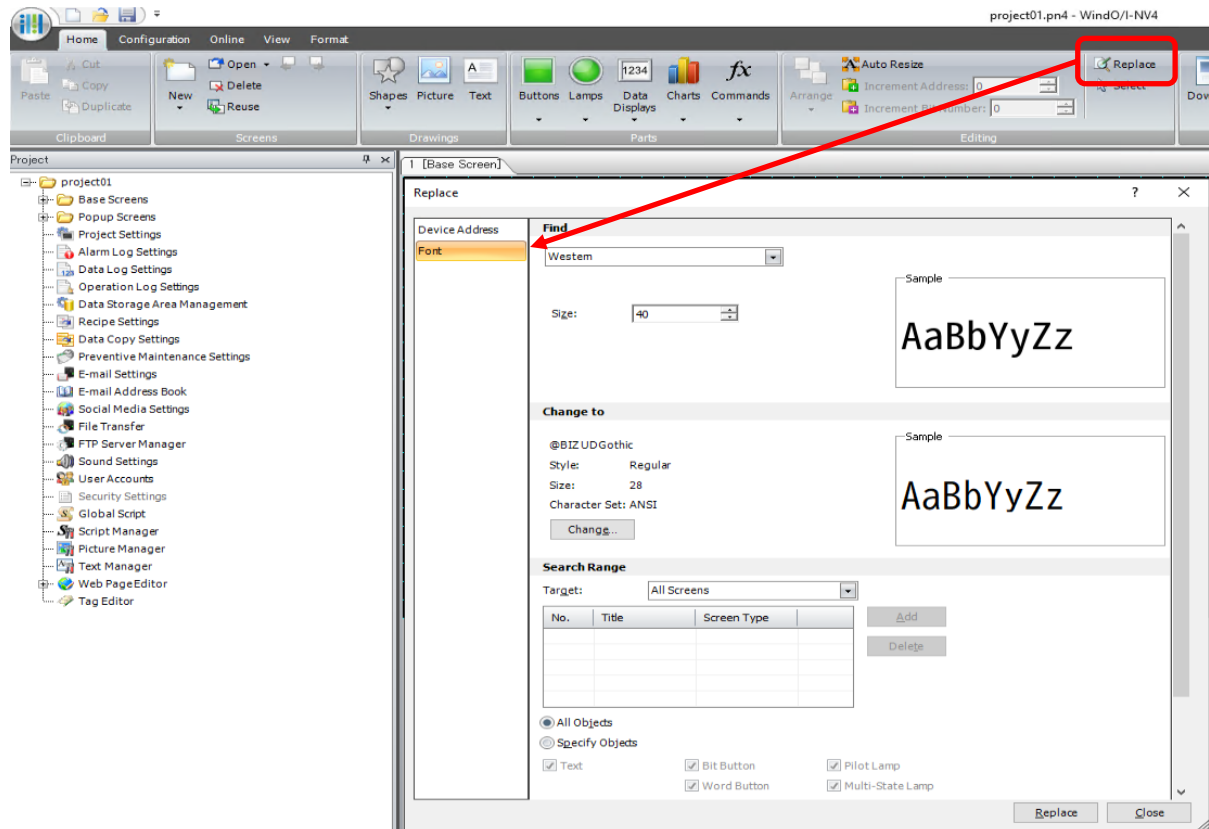 project01.pn4 - WindO/I-NV4
Home Configuration Online View Format
Paste
Cut
Copy
Duplicate
Clipboard
New
Open
Delete
Reuse
Screens
Shapes Picture Text
Drawings
Buttons Lamps Data Displays Charts Commands
1234
fx
Parts
Arrange
Auto Resize
Increment Address: 0
Increment Bit Number: 0
Replace
Select
Editing
Dow
Project
project01
Base Screens
Popup Screens
Project Settings
Alarm Log Settings
Data Log Settings
Operation Log Settings
Data Storage Area Management
Recipe Settings
Data Copy Settings
Preventive Maintenance Settings
E-mail Settings
E-mail Address Book
Social Media Settings
File Transfer
FTP Server Manager
Sound Settings
User Accounts
Security Settings
Global Script
Script Manager
Picture Manager
Text Manager
Web Page Editor
Tag Editor
1 [Base Screen]
Replace
Device Address
Font
Find
Western
Size: 40
Sample
AaBbYyZz
Change to
@BIZ UDGothic
Style: Regular
Size: 28
Character Set: ANSI
Change...
Sample
AaBbYyZz
Search Range
Target: All Screens
No. Title Screen Type
Add
Delete
All Objects
Specify Objects
Text Bit Button Pilot Lamp
Word Button Multi-State Lamp
Replace Close